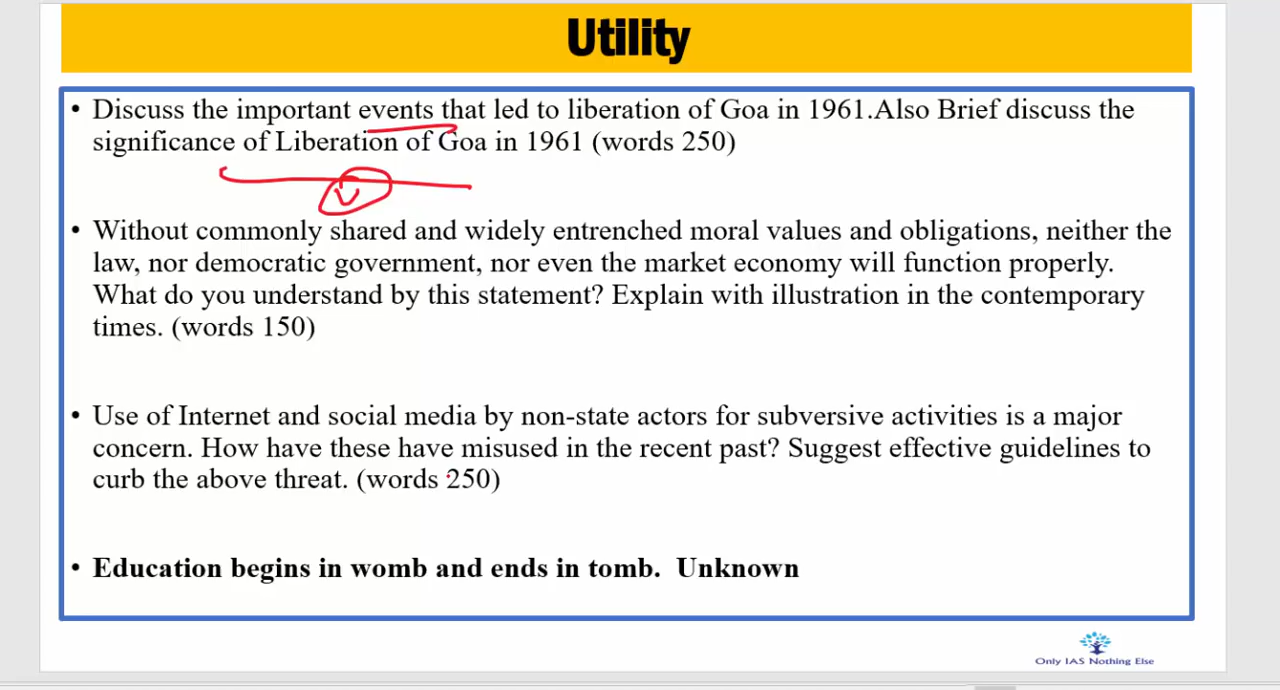 Utility
• Discuss the important events that led to liberation of Goa in 1961.Also Brief discuss the
significance of Liberation of Goa in 1961 (words 250)
• Without commonly shared and widely entrenched moral values and obligations, neither the
law, nor democratic government, nor even the market economy will function properly.
What do you understand by this statement? Explain with illustration in the contemporary
times. (words 150)
• Use of Internet and social media by non-state actors for subversive activities is a major
concern. How have these have misused in the recent past? Suggest effective guidelines to
curb the above threat. (words 250)
• Education begins in womb and ends in tomb. Unknown
Only IAS Nothing Else